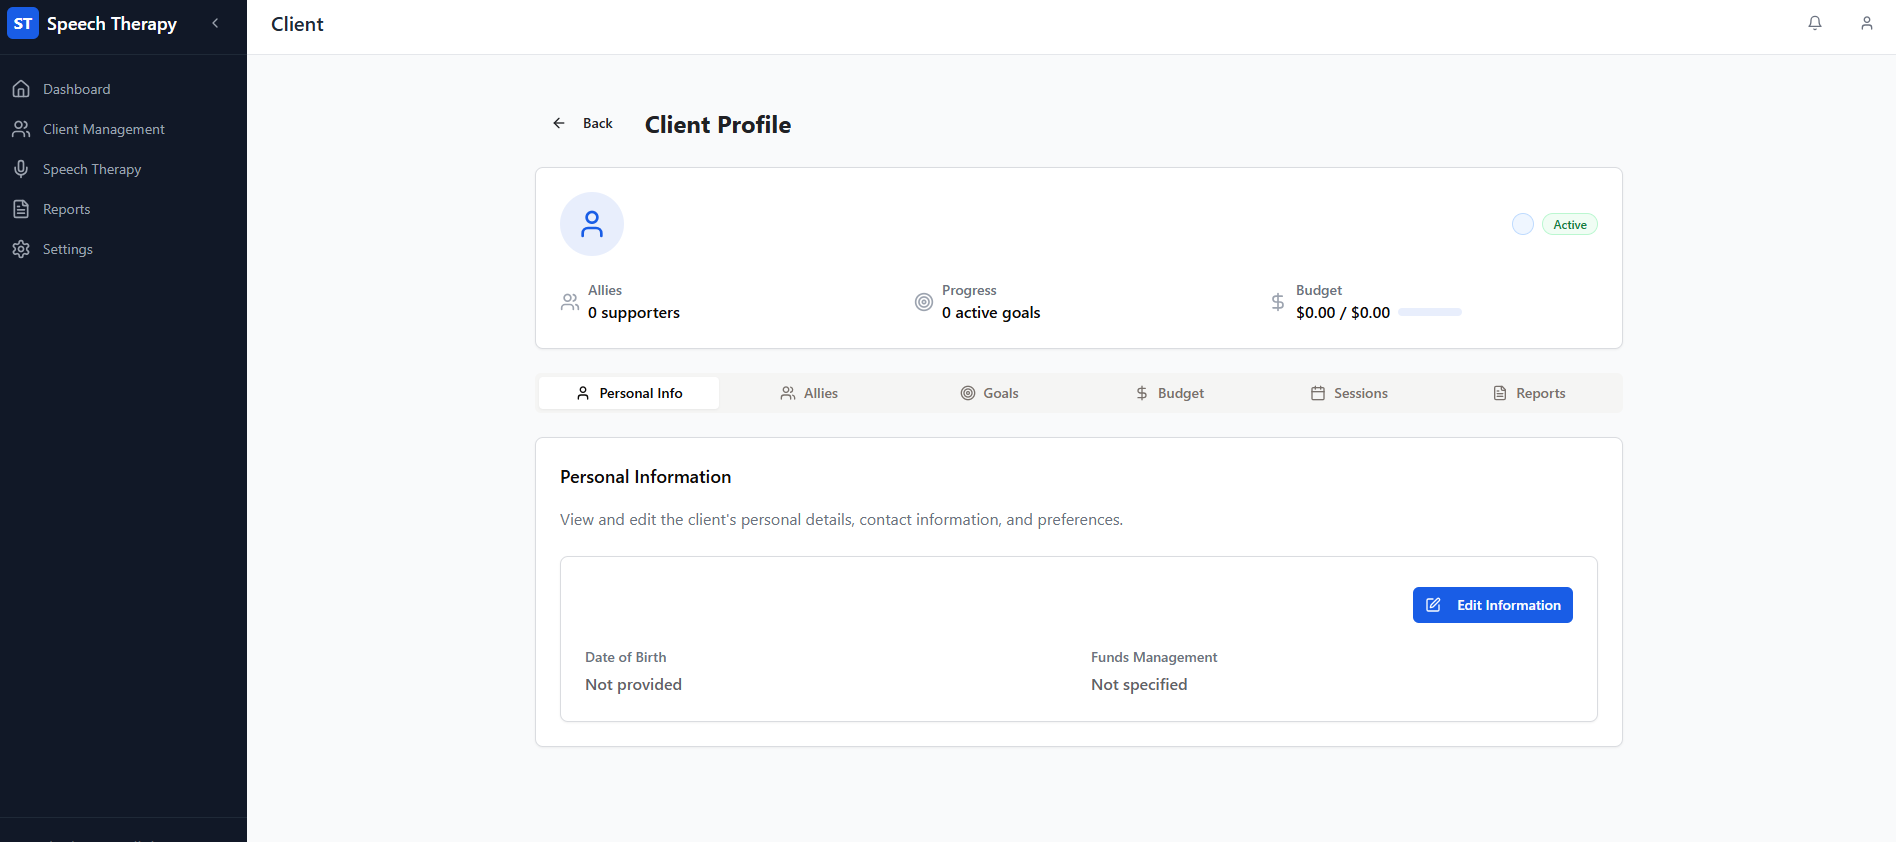 ST Speech Therapy
Client
Dashboard
Client Management
Speech Therapy
Reports
Settings
Back
Client Profile
Active
Allies
0 supporters
Progress
0 active goals
Budget
$0.00 / $0.00
Personal Info
Allies
Goals
Budget
Sessions
Reports
Personal Information
View and edit the client's personal details, contact information, and preferences.
Edit Information
Date of Birth
Not provided
Funds Management
Not specified